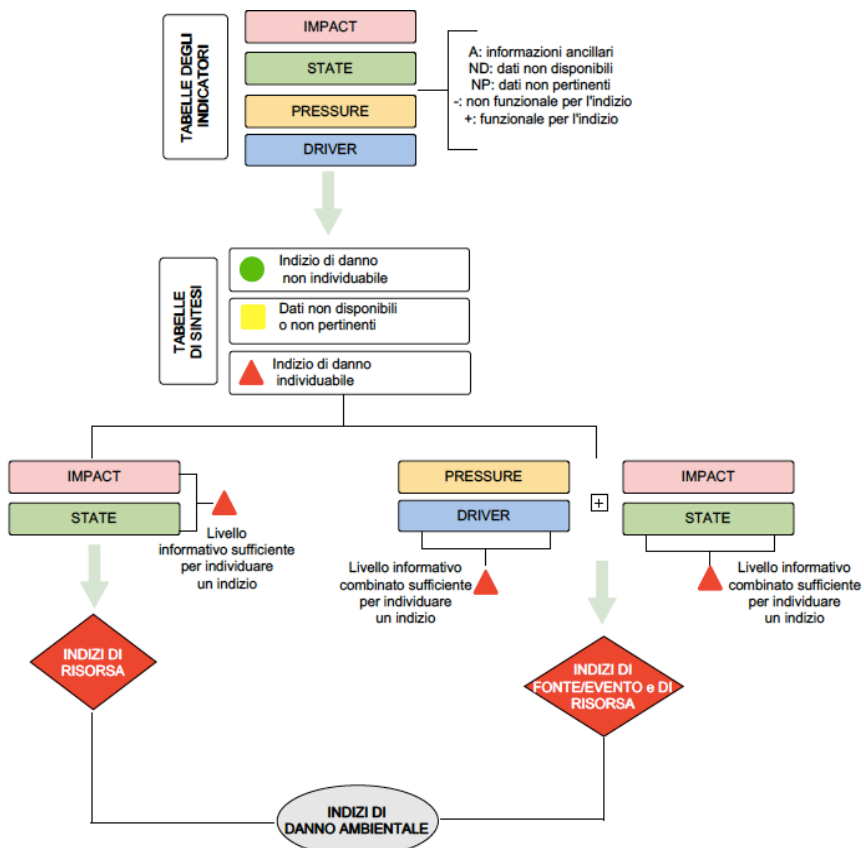 TABELLE DEGLI
INDICATORI
IMPACT
STATE
PRESSURE
DRIVER
A: informazioni ancillari
ND: dati non disponibili
NP: dati non pertinenti
-: non funzionale per l'indizio
+: funzionale per l'indizio
TABELLE
DI SINTESI
Indizio di danno
non individuabile
Dati non disponibili
o non pertinenti
Indizio di danno
individuabile
IMPACT
STATE
Livello
informativo sufficiente
per individuare
un indizio
PRESSURE
DRIVER
Livello informativo
combinato sufficiente
per individuare
un indizio
+
IMPACT
STATE
Livello informativo
combinato sufficiente
per individuare
un indizio
INDIZI DI
RISORSA
INDIZI DI
FONTE/EVENTO e DI
RISORSA
INDIZI DI
DANNO AMBIENTALE